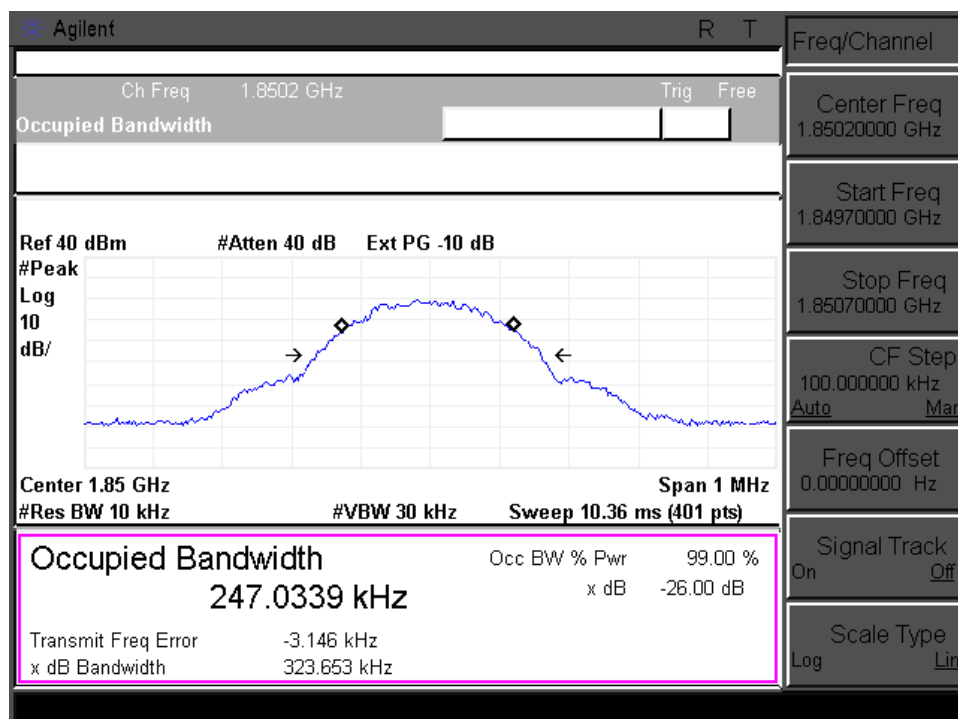 Agilent R T
Freq/Channel
Ch Freq 1.8502 GHz Trig Free
Occupied Bandwidth
Center Freq
1.85020000 GHz
Start Freq
1.84970000 GHz
Ref 40 dBm #Atten 40 dB Ext PG -10 dB
#Peak
Log
10
dB/
Stop Freq
1.85070000 GHz
CF Step
100.000000 kHz
Auto Man
Center 1.85 GHz Span 1 MHz
#Res BW 10 kHz #VBW 30 kHz Sweep 10.36 ms (401 pts)
Freq Offset
0.00000000 Hz
Occupied Bandwidth Occ BW % Pwr 99.00 %
247.0339 kHz x dB -26.00 dB
Transmit Freq Error -3.146 kHz
x dB Bandwidth 323.653 kHz
Signal Track
On Off
Scale Type
Log Lin